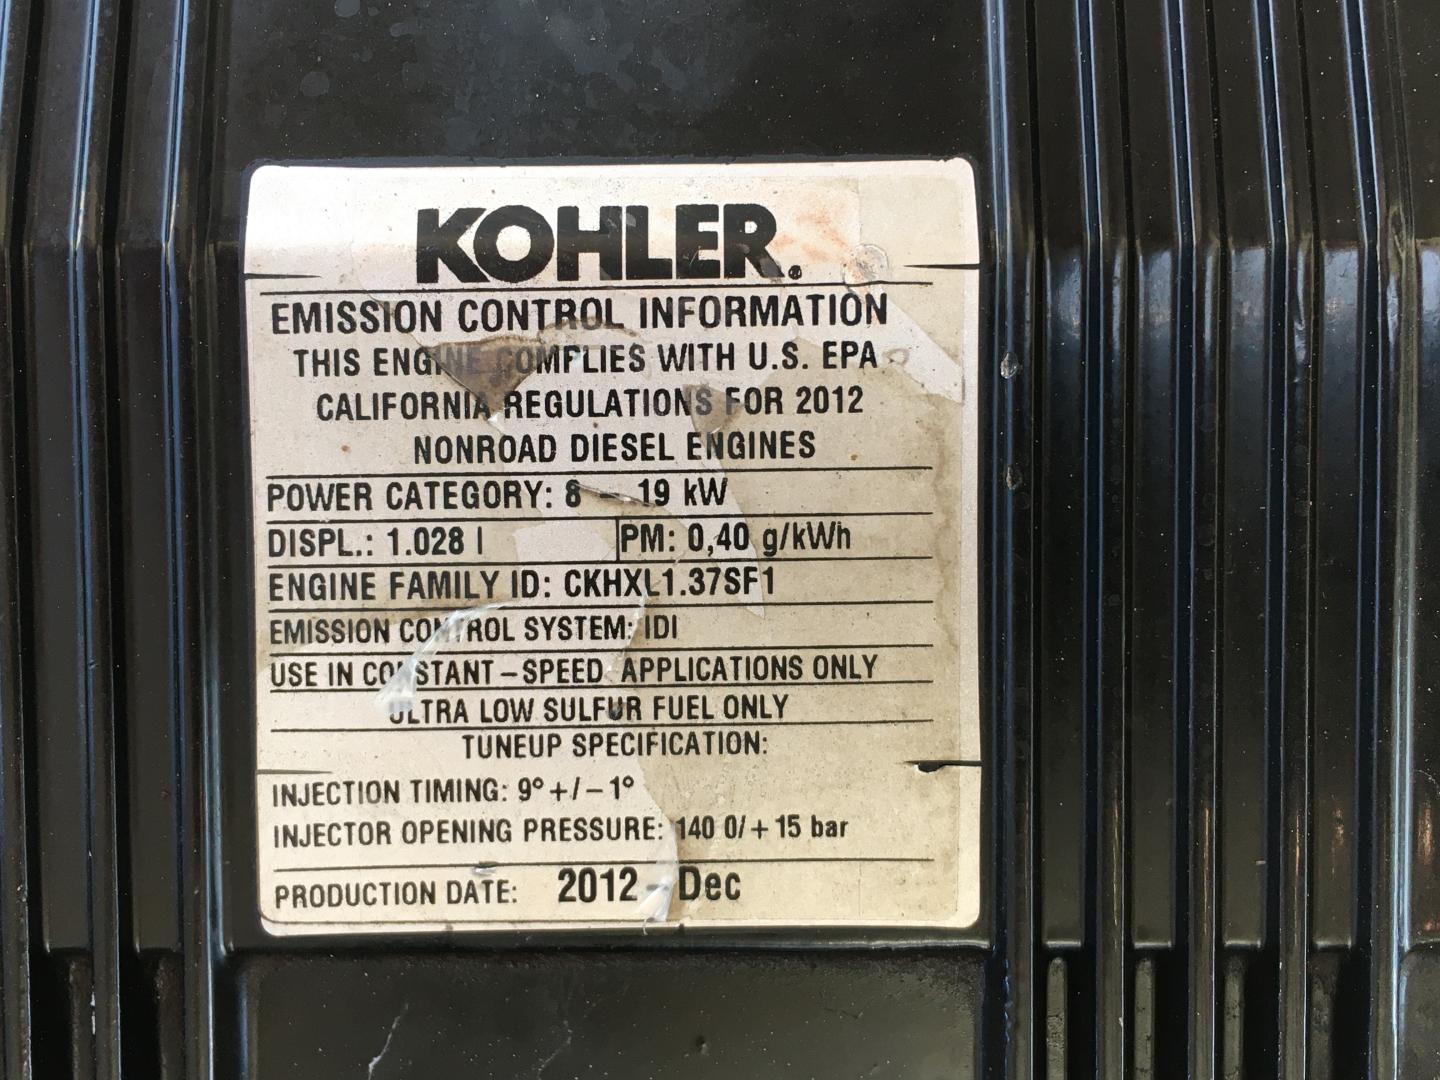 KOHLER.
EMISSION CONTROL INFORMATION
THIS ENGINE COMPLIES WITH U.S. EPA
CALIFORNIA REGULATIONS FOR 2012
NONROAD DIESEL ENGINES
POWER CATEGORY: 8 – 19 kW
DISPL.: 1.028 l PM: 0,40 g/kWh
ENGINE FAMILY ID: CKHXL1.37SF1
EMISSION CONTROL SYSTEM: IDI
USE IN CONSTANT – SPEED APPLICATIONS ONLY
ULTRA LOW SULFUR FUEL ONLY
TUNEUP SPECIFICATION:
INJECTION TIMING: 9° +/– 1°
INJECTOR OPENING PRESSURE: 140 0/ + 15 bar
PRODUCTION DATE: 2012 - Dec